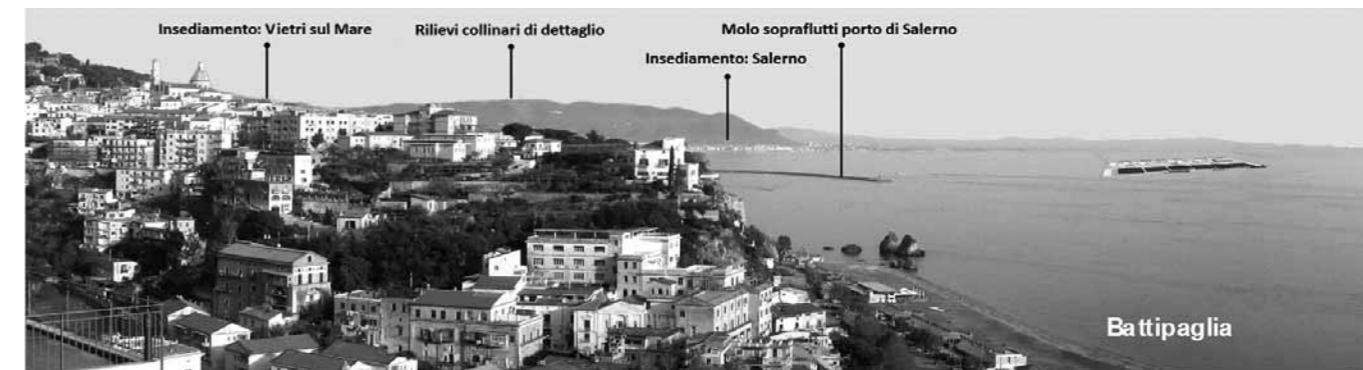 Insediamento: Vietri sul Mare
Rilievi collinari di dettaglio
Molo sopraflutti porto di Salerno
Insediamento: Salerno
Battipaglia